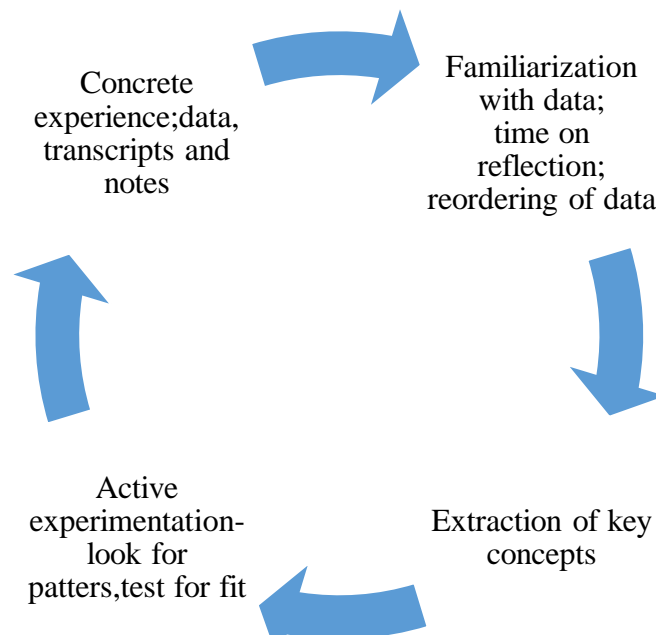 Concrete
experience;data,
transcripts and
notes
Familiarization
with data;
time on
reflection;
reordering of data
Extraction of key
concepts
Active
experimentation-
look for
patters,test for fit